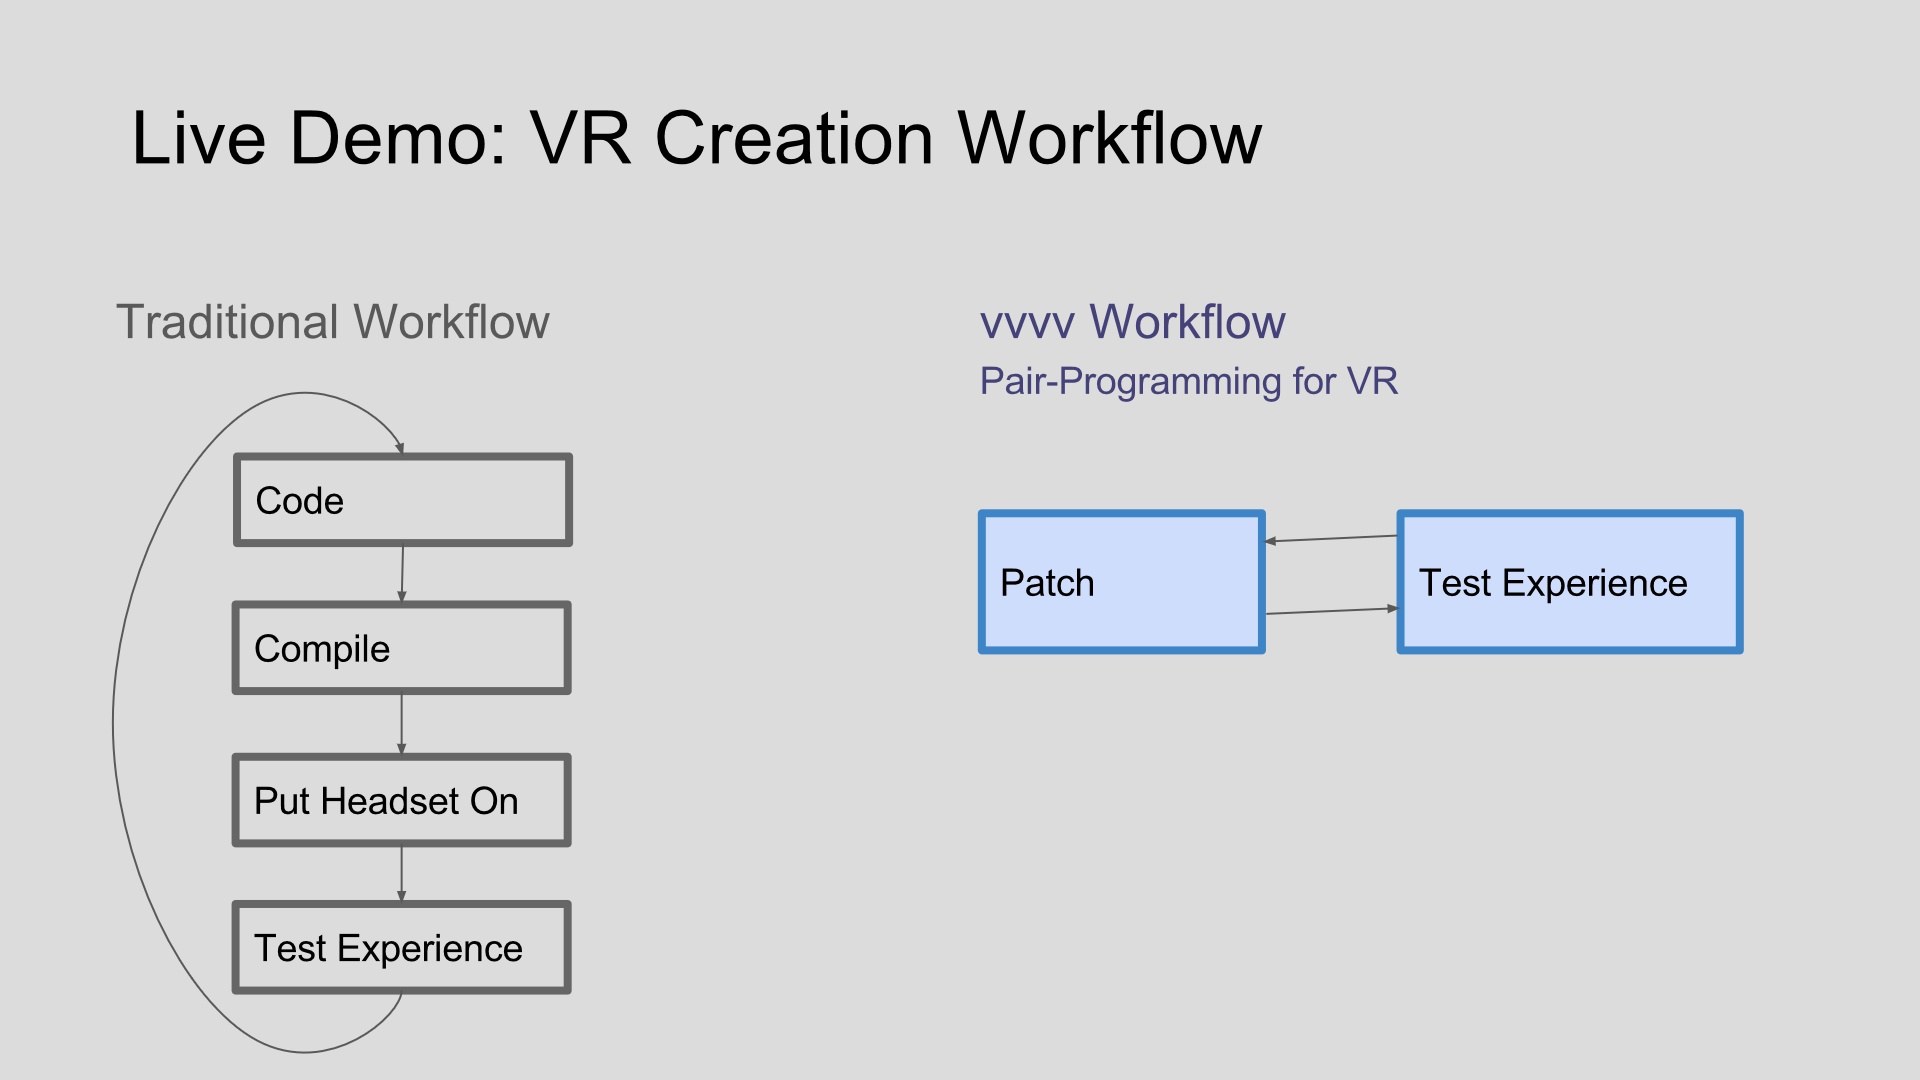 Live Demo: VR Creation Workflow
Traditional Workflow
Code
Compile
Put Headset On
Test Experience
vvvv Workflow
Pair-Programming for VR
Patch
Test Experience